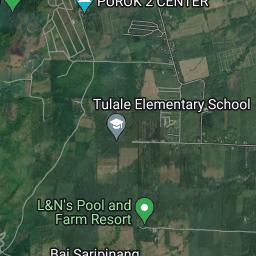 PUROK 2 CENTER
Tulale Elementary School
L&N's Pool and
Farm Resort
Bai Saripinang